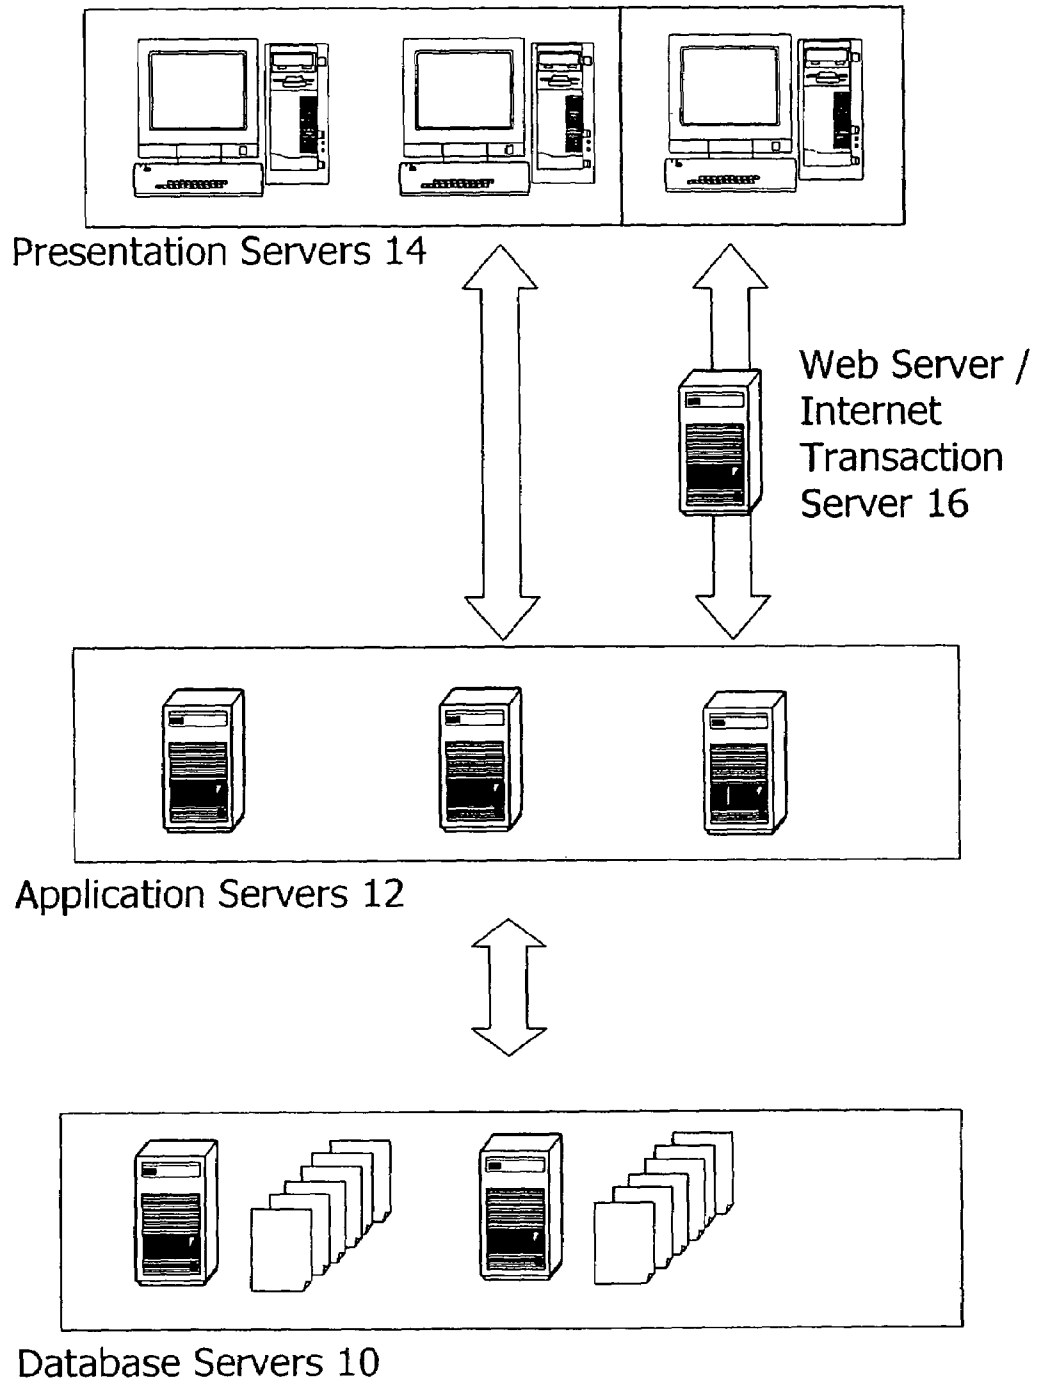 Presentation Servers 14
Web Server /
Internet
Transaction
Server 16
Application Servers 12
Database Servers 10